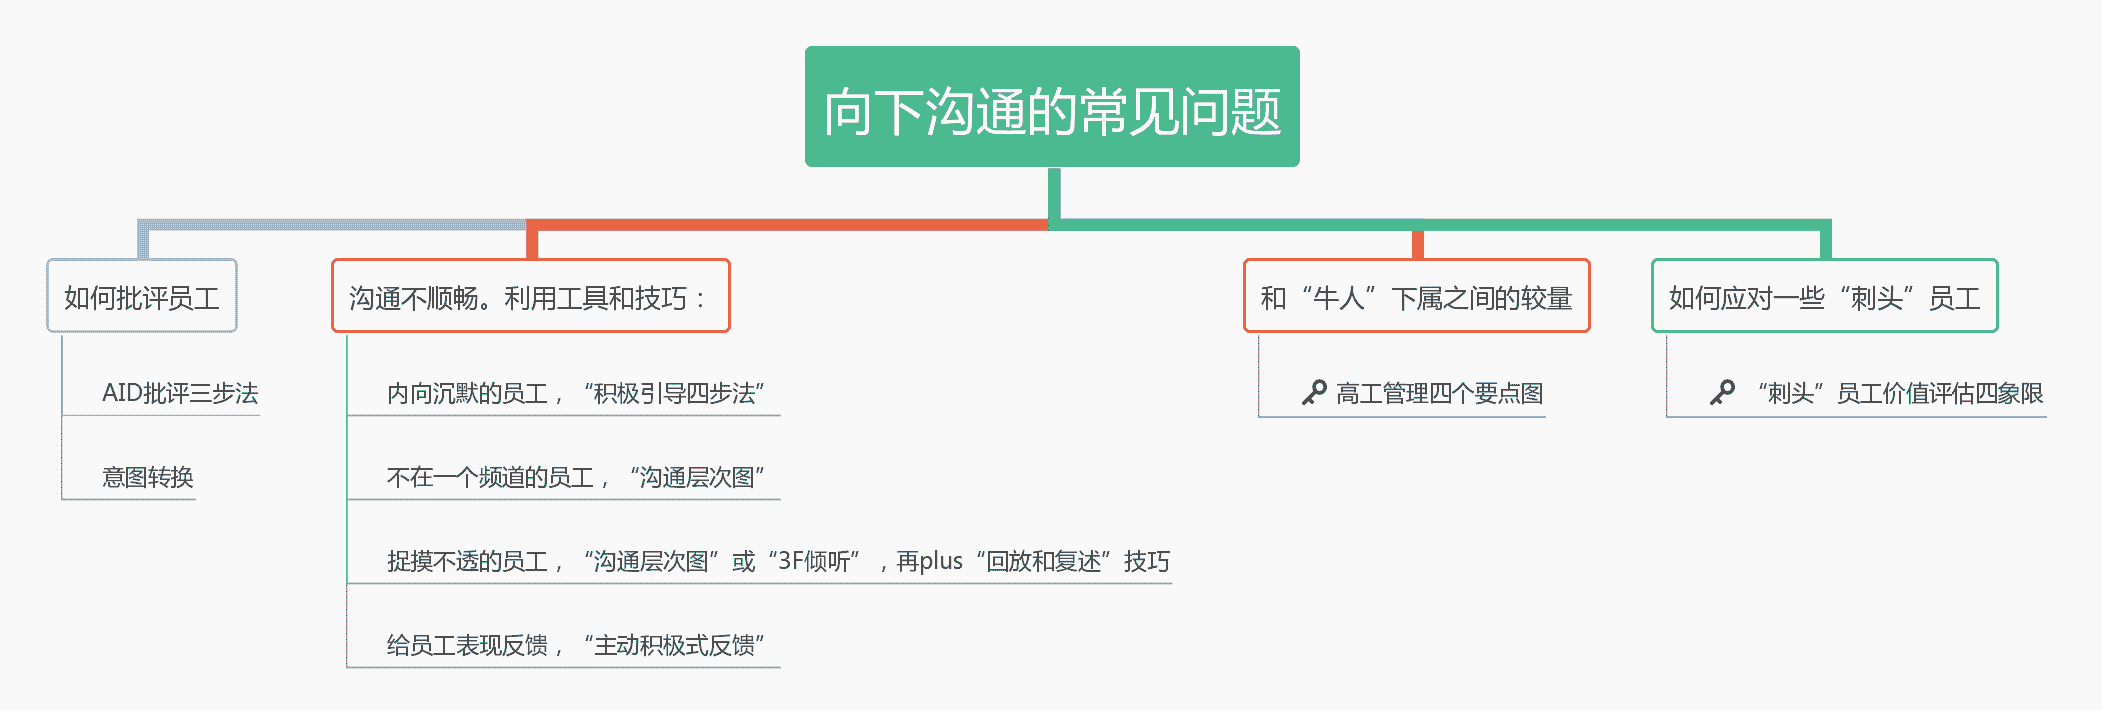 向下沟通的常见问题
如何批评员工
AID批评三步法
意图转换
沟通不顺畅。利用工具和技巧：
内向沉默的员工，“积极引导四步法”
不在一个频道的员工，“沟通层次图”
捉摸不透的员工，“沟通层次图”或“3F倾听”，再plus“回放和复述”技巧
给员工表现反馈，“主动积极式反馈”
和“牛人”下属之间的较量
高工管理四个要点图
如何应对一些“刺头”员工
“刺头”员工价值评估四象限